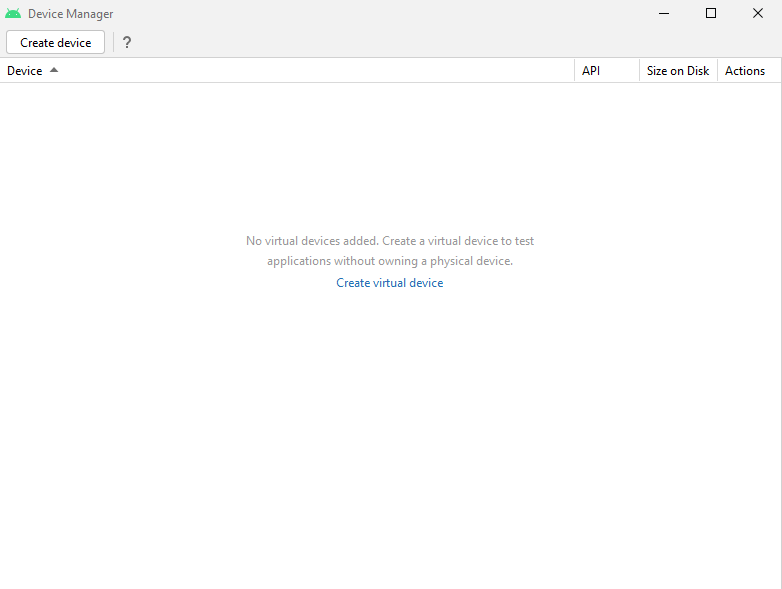 Device Manager
Create device ?
Device API Size on Disk Actions
No virtual devices added. Create a virtual device to test
applications without owning a physical device.
Create virtual device